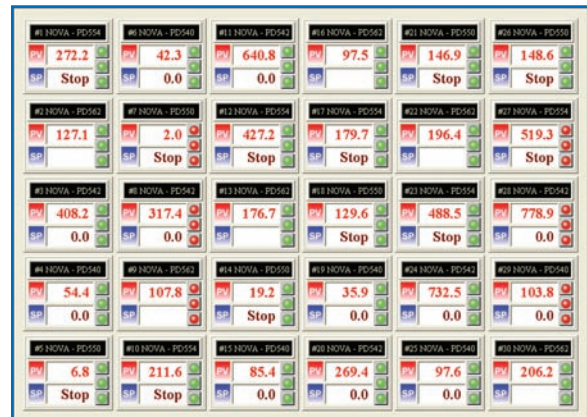 #1 NOVA - PD554 #6 NOVA - PD540 #11 NOVA - PD542 #16 NOVA - PD562 #21 NOVA - PD550 #26 NOVA - PD550
PV 272.2 PV 42.3 PV 640.8 PV 97.5 PV 146.9 PV 148.6
SP Stop SP 0.0 SP 0.0 SP SP Stop SP Stop
#2 NOVA - PD562 #7 NOVA - PD550 #12 NOVA - PD554 #17 NOVA - PD554 #22 NOVA - PD562 #27 NOVA - PD554
PV 127.1 PV 2.0 PV 427.2 PV 179.7 PV 196.4 PV 519.3
SP SP Stop SP Stop SP Stop SP SP Stop
#3 NOVA - PD542 #8 NOVA - PD542 #13 NOVA - PD562 #18 NOVA - PD550 #23 NOVA - PD554 #28 NOVA - PD542
PV 408.2 PV 317.4 PV 176.7 PV 129.6 PV 488.5 PV 778.9
SP 0.0 SP 0.0 SP SP Stop SP Stop SP 0.0
#4 NOVA - PD540 #9 NOVA - PD562 #14 NOVA - PD550 #19 NOVA - PD540 #24 NOVA - PD542 #29 NOVA - PD540
PV 54.4 PV 107.8 PV 19.2 PV 35.9 PV 732.5 PV 103.8
SP 0.0 SP SP Stop SP 0.0 SP 0.0 SP 0.0
#5 NOVA - PD550 #10 NOVA - PD554 #15 NOVA - PD540 #20 NOVA - PD542 #25 NOVA - PD540 #30 NOVA - PD562
PV 6.8 PV 211.6 PV 85.4 PV 269.4 PV 97.6 PV 206.2
SP Stop SP Stop SP 0.0 SP 0.0 SP 0.0 SP